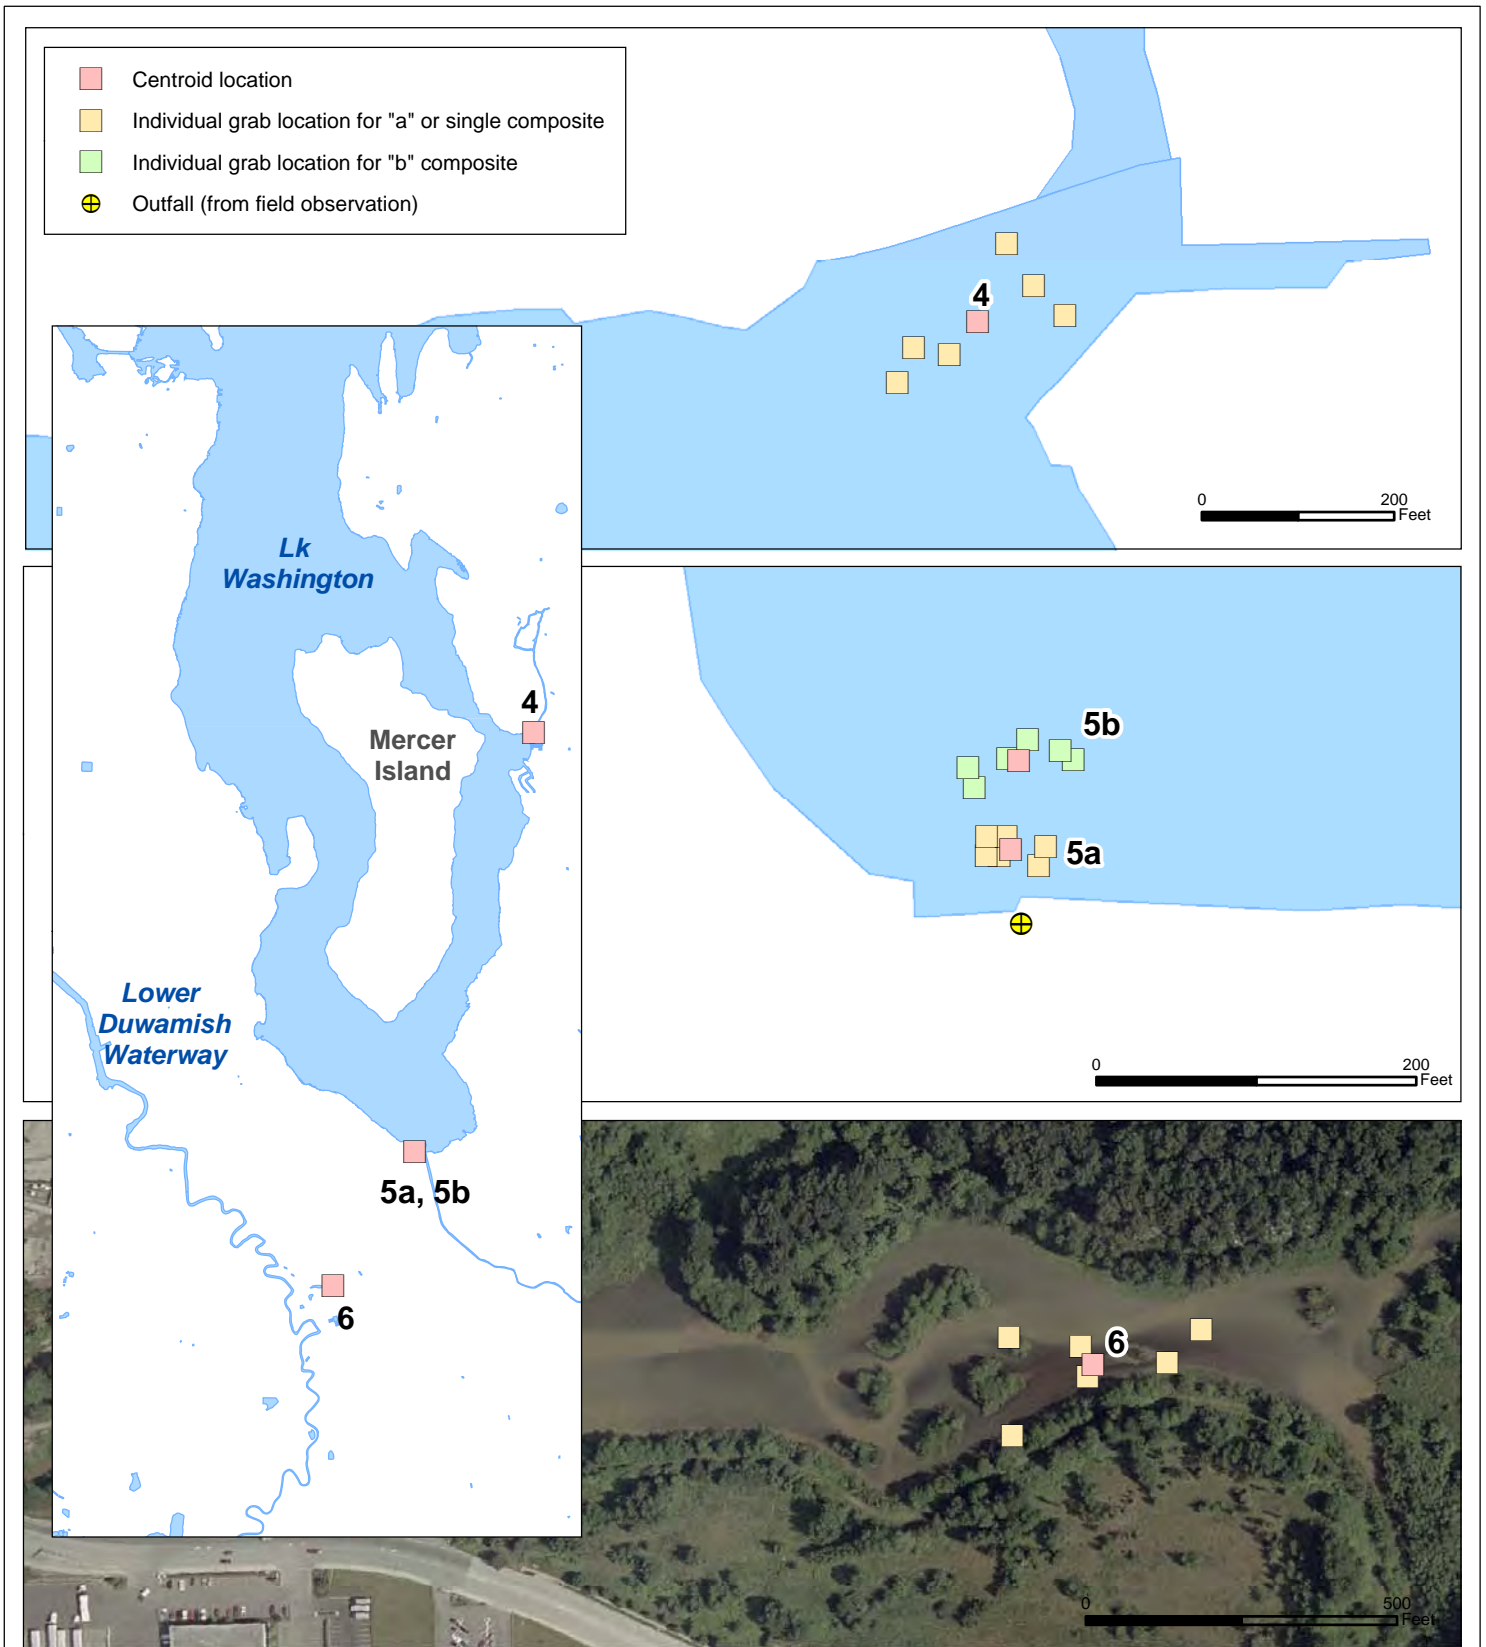 Centroid location
Individual grab location for "a" or single composite
Individual grab location for "b" composite
Outfall (from field observation)
4
0 200
Feet
Lk
Washington
4
Mercer
Island
5b
5a
Lower
Duwamish
Waterway
0 200
Feet
5a, 5b
6
6
0 500
Feet